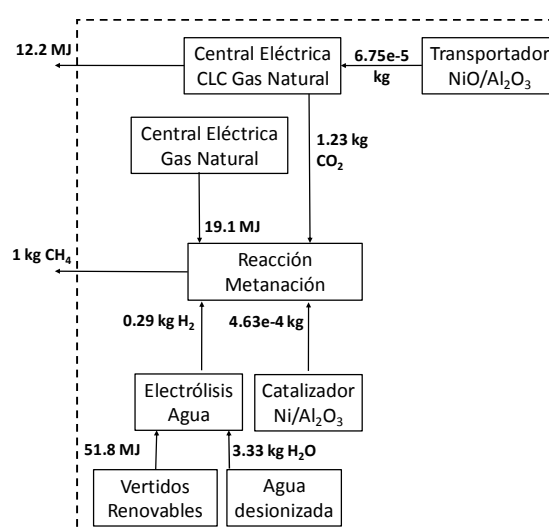 12.2 MJ
Central Eléctrica
CLC Gas Natural
6.75e-5
kg
Transportador
NiO/Al₂O₃
Central Eléctrica
Gas Natural
1.23 kg
CO₂
19.1 MJ
1 kg CH₄
Reacción
Metanación
0.29 kg H₂
4.63e-4 kg
Electrólisis
Agua
Catalizador
Ni/Al₂O₃
51.8 MJ
3.33 kg H₂O
Vertidos
Renovables
Agua
desionizada